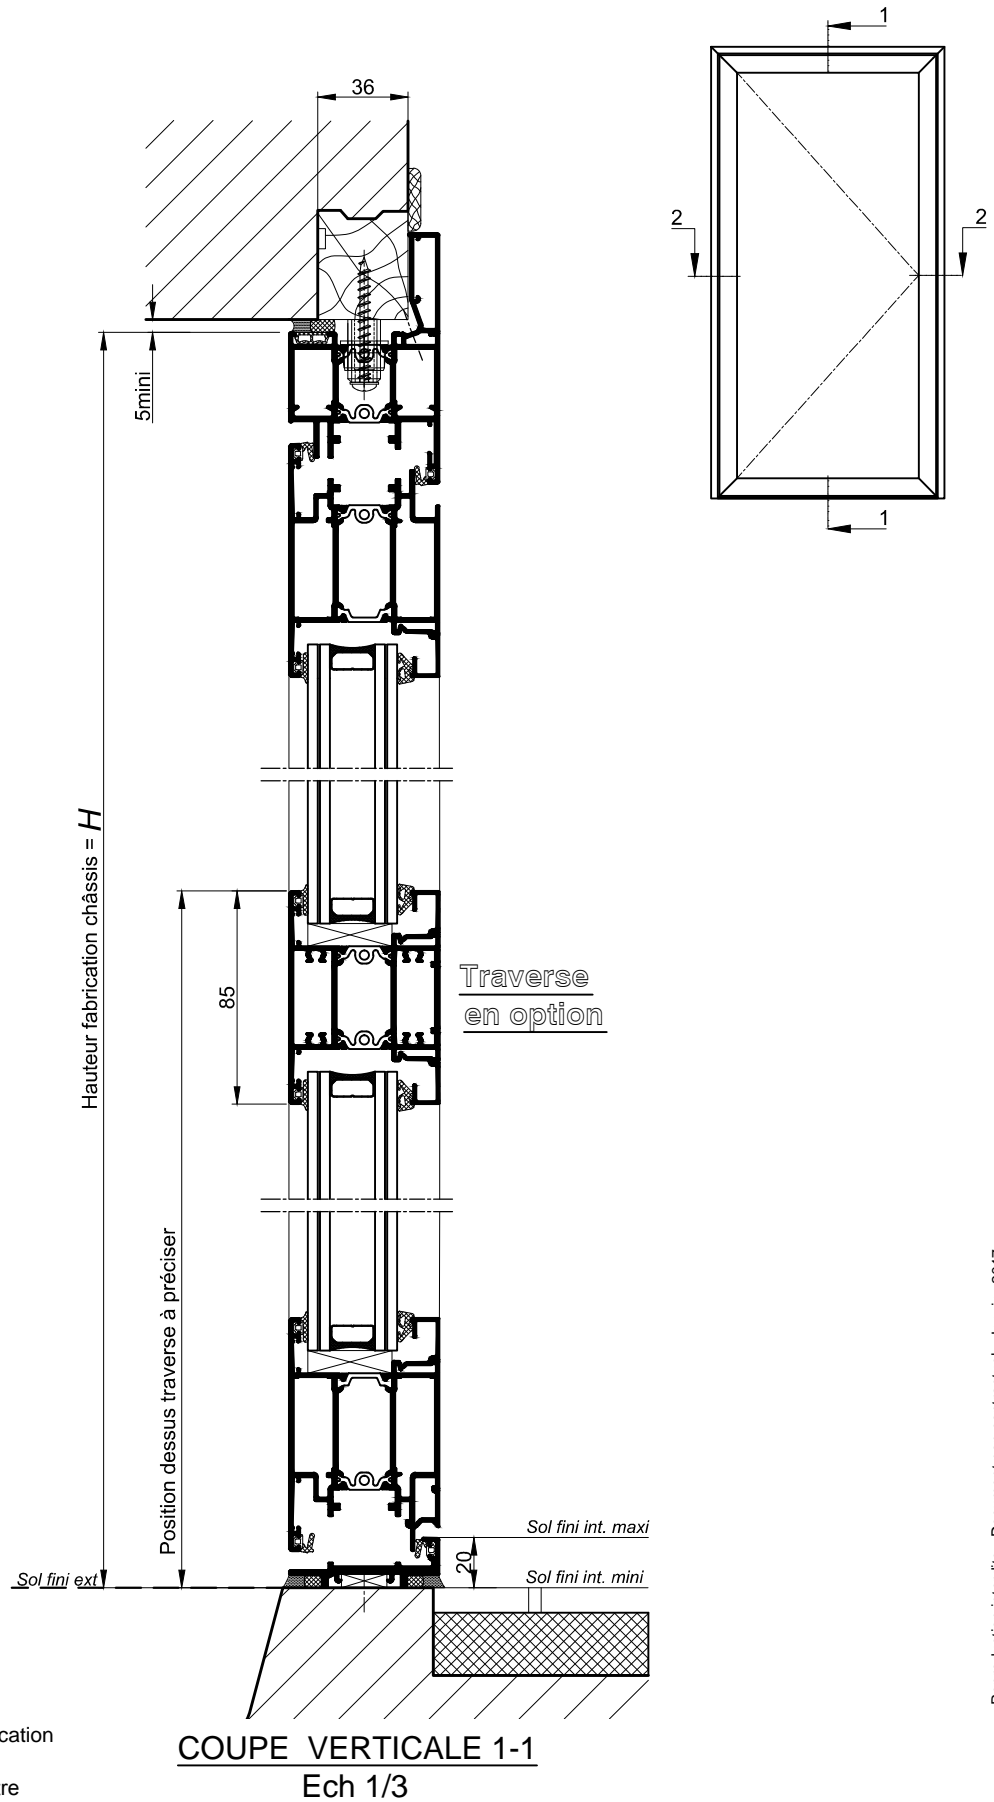 1
36
2
2
1
5mini
Hauteur fabrication châssis = H
Traverse
en option
85
Position dessus traverse à préciser
Sol fini int. maxi
20
Sol fini int. mini
Sol fini ext
COUPE VERTICALE 1-1
Ech 1/3